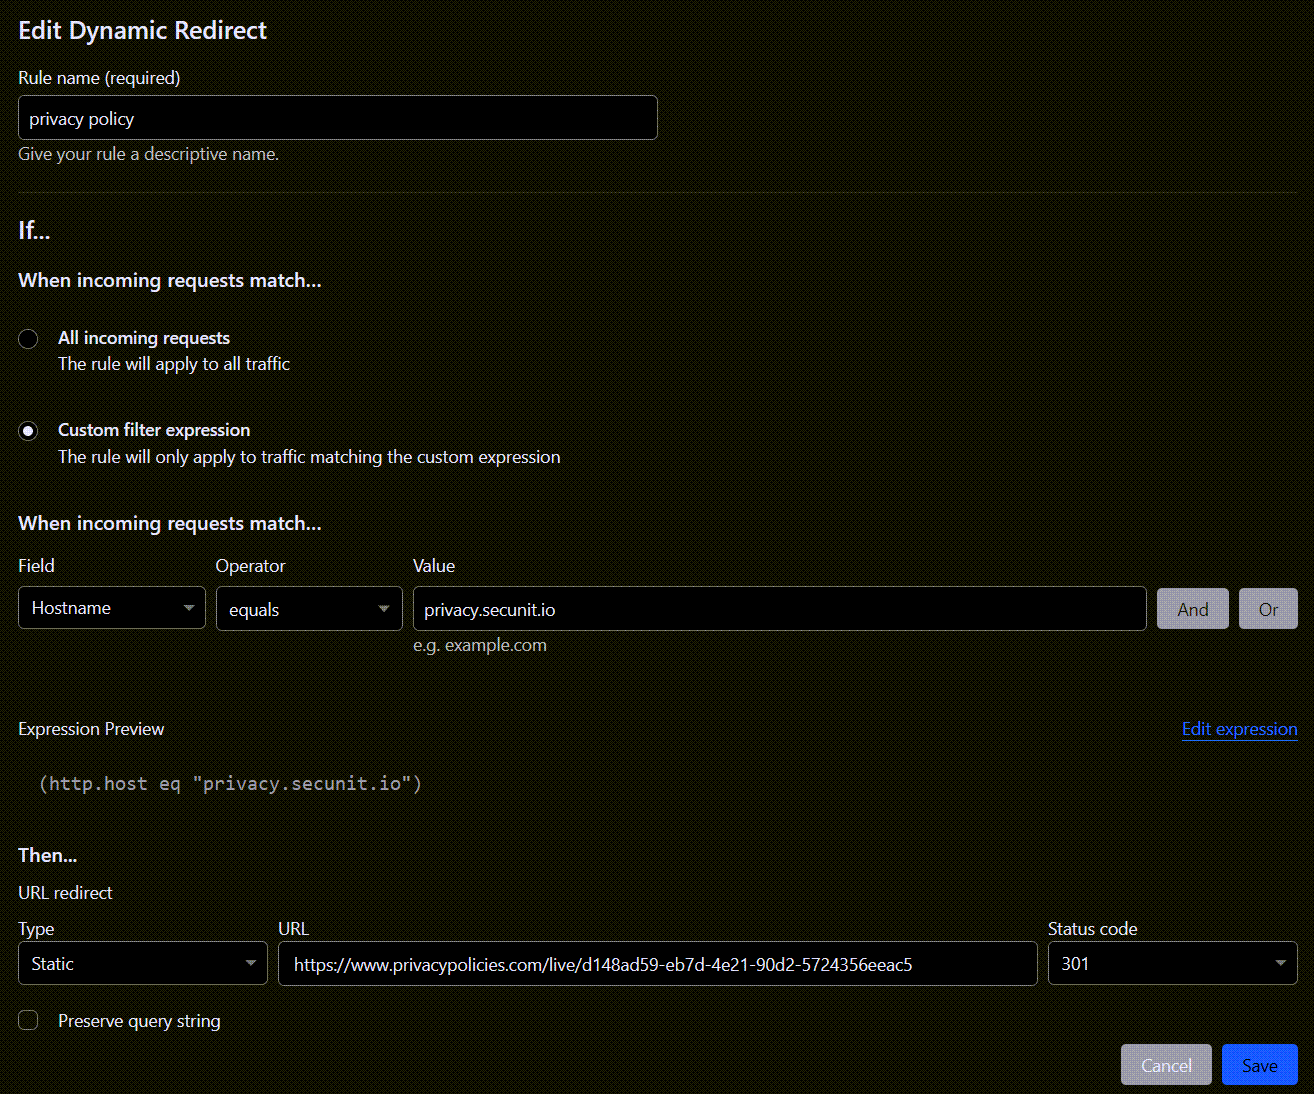 Edit Dynamic Redirect
Rule name (required)
privacy policy
Give your rule a descriptive name.
If...
When incoming requests match...
All incoming requests
The rule will apply to all traffic
Custom filter expression
The rule will only apply to traffic matching the custom expression
When incoming requests match...
Field Operator Value
Hostname equals privacy.secunit.io And Or
e.g. example.com
Expression Preview Edit expression
(http.host eq "privacy.secunit.io")
Then...
URL redirect
Type URL Status code
Static https://www.privacypolicies.com/live/d148ad59-eb7d-4e21-90d2-5724356eeac5 301
Preserve query string
Cancel Save